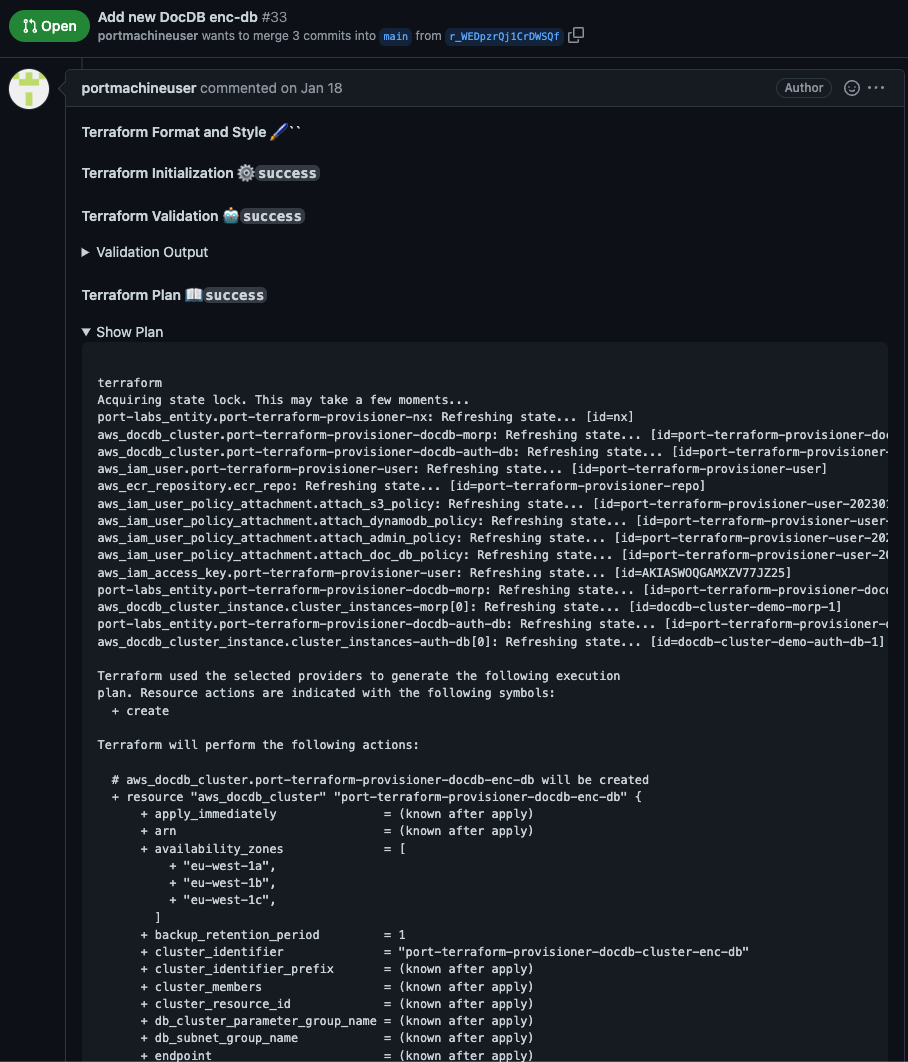 Open Add new DocDB enc-db #33
portmachineuser wants to merge 3 commits into main from r_WEDpzrQj1CrDWSQf
portmachineuser commented on Jan 18 Author
Terraform Format and Style 🖌``
Terraform Initialization ⚙️success
Terraform Validation 🤖success
Validation Output
Terraform Plan 📖success
Show Plan
terraform
Acquiring state lock. This may take a few moments...
port-labs_entity.port-terraform-provisioner-nx: Refreshing state... [id=nx]
aws_docdb_cluster.port-terraform-provisioner-docdb-morp: Refreshing state... [id=port-terraform-provisioner-doc
aws_docdb_cluster.port-terraform-provisioner-docdb-auth-db: Refreshing state... [id=port-terraform-provisioner-
aws_iam_user.port-terraform-provisioner-user: Refreshing state... [id=port-terraform-provisioner-user]
aws_ecr_repository.ecr_repo: Refreshing state... [id=port-terraform-provisioner-repo]
aws_iam_user_policy_attachment.attach_s3_policy: Refreshing state... [id=port-terraform-provisioner-user-202301
aws_iam_user_policy_attachment.attach_dynamodb_policy: Refreshing state... [id=port-terraform-provisioner-user-
aws_iam_user_policy_attachment.attach_admin_policy: Refreshing state... [id=port-terraform-provisioner-user-202
aws_iam_user_policy_attachment.attach_doc_db_policy: Refreshing state... [id=port-terraform-provisioner-user-20
aws_iam_access_key.port-terraform-provisioner-user: Refreshing state... [id=AKIASWOQGAMXZV77JZ25]
port-labs_entity.port-terraform-provisioner-docdb-morp: Refreshing state... [id=port-terraform-provisioner-docd
aws_docdb_cluster_instance.cluster_instances-morp[0]: Refreshing state... [id=docdb-cluster-demo-morp-1]
port-labs_entity.port-terraform-provisioner-docdb-auth-db: Refreshing state... [id=port-terraform-provisioner-d
aws_docdb_cluster_instance.cluster_instances-auth-db[0]: Refreshing state... [id=docdb-cluster-demo-auth-db-1]
Terraform used the selected providers to generate the following execution
plan. Resource actions are indicated with the following symbols:
+ create
Terraform will perform the following actions:
# aws_docdb_cluster.port-terraform-provisioner-docdb-enc-db will be created
+ resource "aws_docdb_cluster" "port-terraform-provisioner-docdb-enc-db" {
+ apply_immediately = (known after apply)
+ arn = (known after apply)
+ availability_zones = [
+ "eu-west-1a",
+ "eu-west-1b",
+ "eu-west-1c",
]
+ backup_retention_period = 1
+ cluster_identifier = "port-terraform-provisioner-docdb-cluster-enc-db"
+ cluster_identifier_prefix = (known after apply)
+ cluster_members = (known after apply)
+ cluster_resource_id = (known after apply)
+ db_cluster_parameter_group_name = (known after apply)
+ db_subnet_group_name = (known after apply)
+ endpoint = (known after apply)